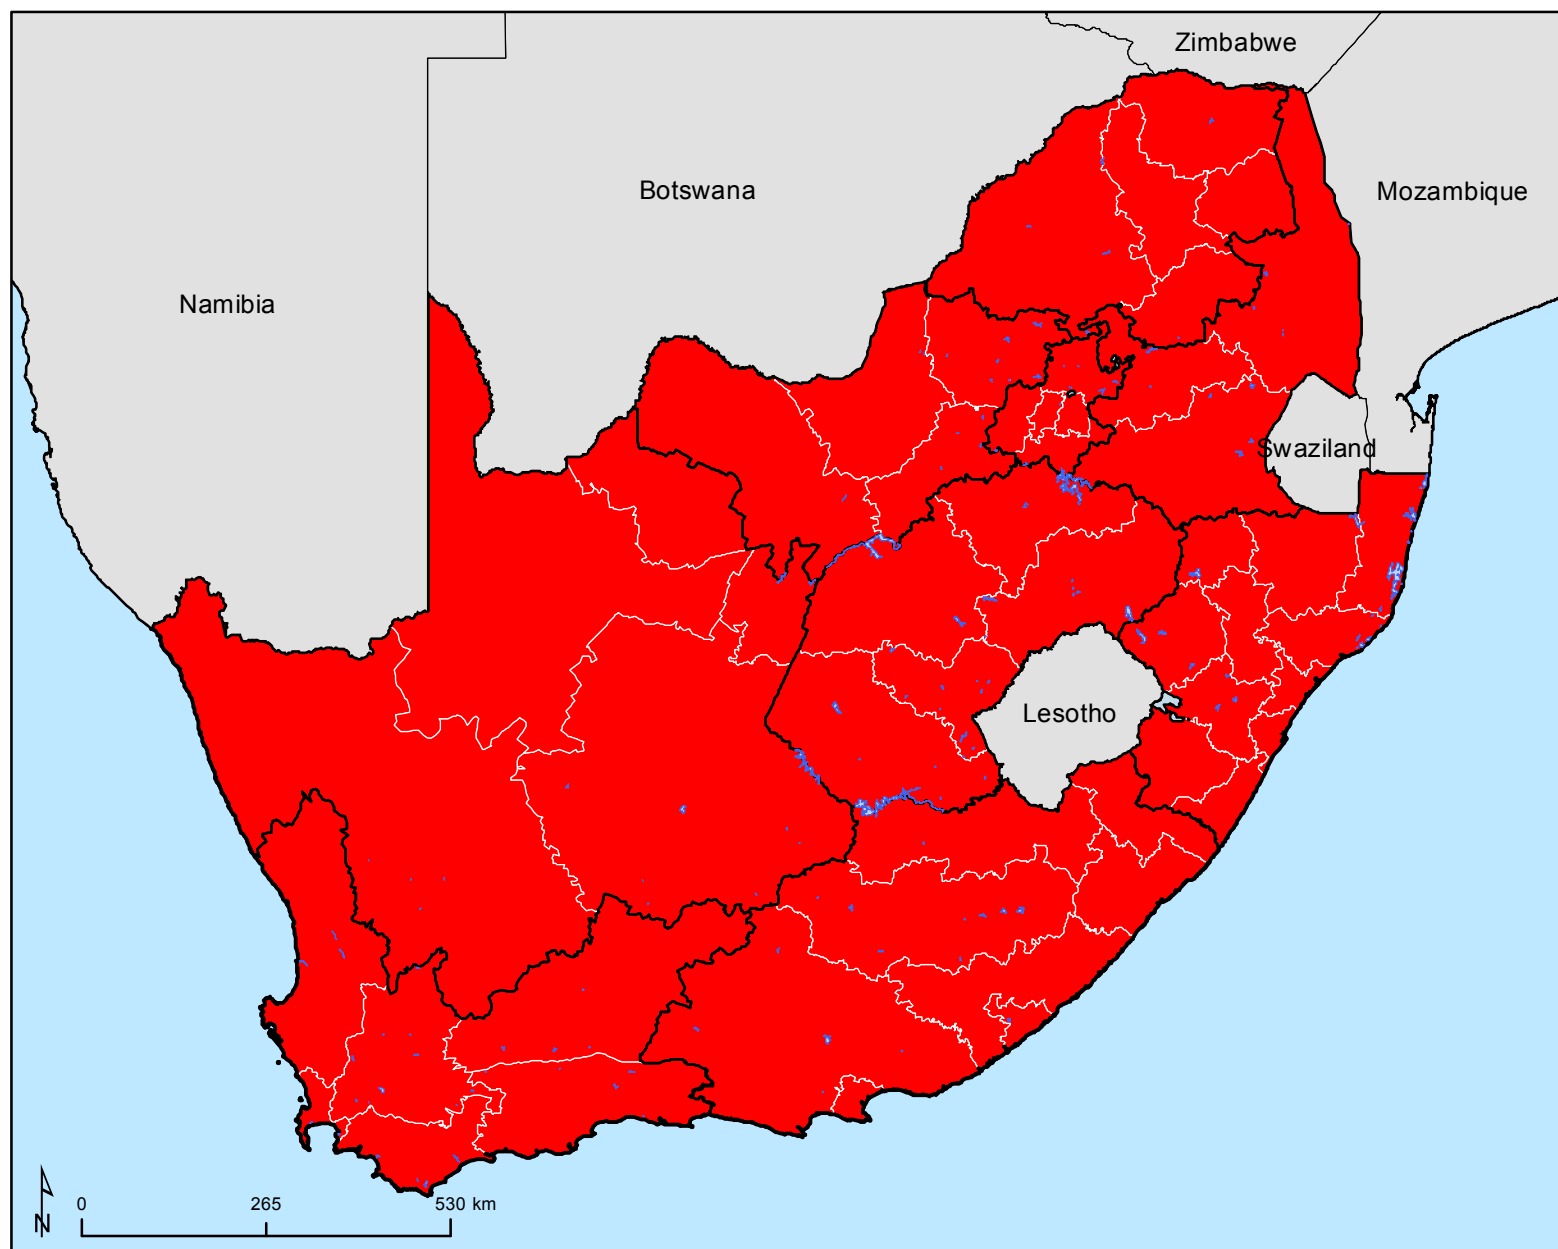 Zimbabwe
Botswana
Mozambique
Namibia
Swaziland
Lesotho
0 265 530 km
N